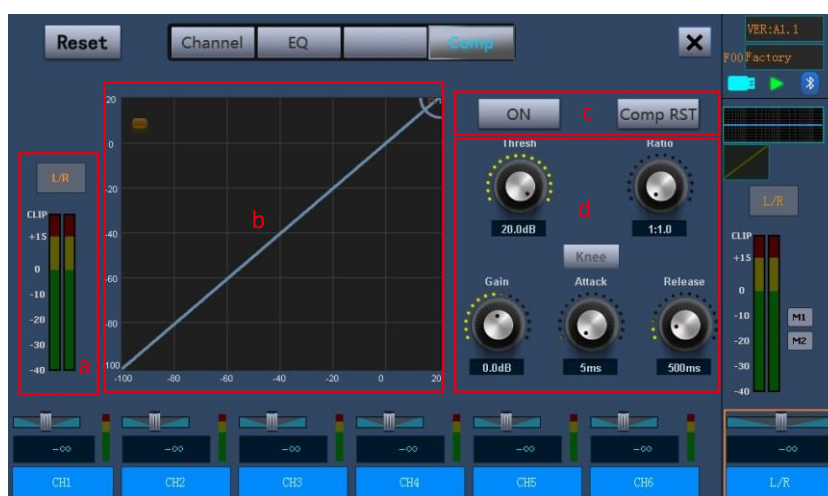 Reset
Channel
EQ
Comp
VER:A1.1
F00Factory
20
ON
c
Comp RST
Thresh
Ratio
0
L/R
-20
b
d
L/R
20.0dB
1:1.0
CLIP
+15
-40
CLIP
+15
Knee
0
Gain
Attack
Release
0
-10
-60
-10
M1
-20
-80
-20
M2
-30
a
-30
-40
-100
0.0dB
5ms
500ms
-40
-100
-80
-60
-40
-20
0
20
-∞
-∞
-∞
-∞
-∞
-∞
-∞
CH1
CH2
CH3
CH4
CH5
CH6
L/R